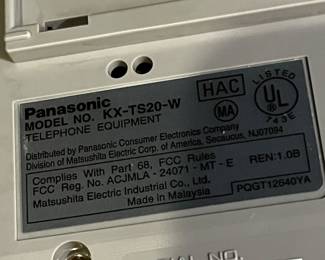 Panasonic
MODEL NO. KX-TS20-W
TELEPHONE EQUIPMENT
HAC
MA
LISTED
UL
743E
Distributed by Panasonic Consumer Electronics Company
Division of Matsushita Electric Corp. of America, Secaucus, NJ07094
Complies With Part 68, FCC Rules
FCC Reg. No. ACJMLA - 24071 - MT - E
REN:1.0B
Matsushita Electric Industrial Co., Ltd.
Made in Malaysia
PQGT12640YA
NO.